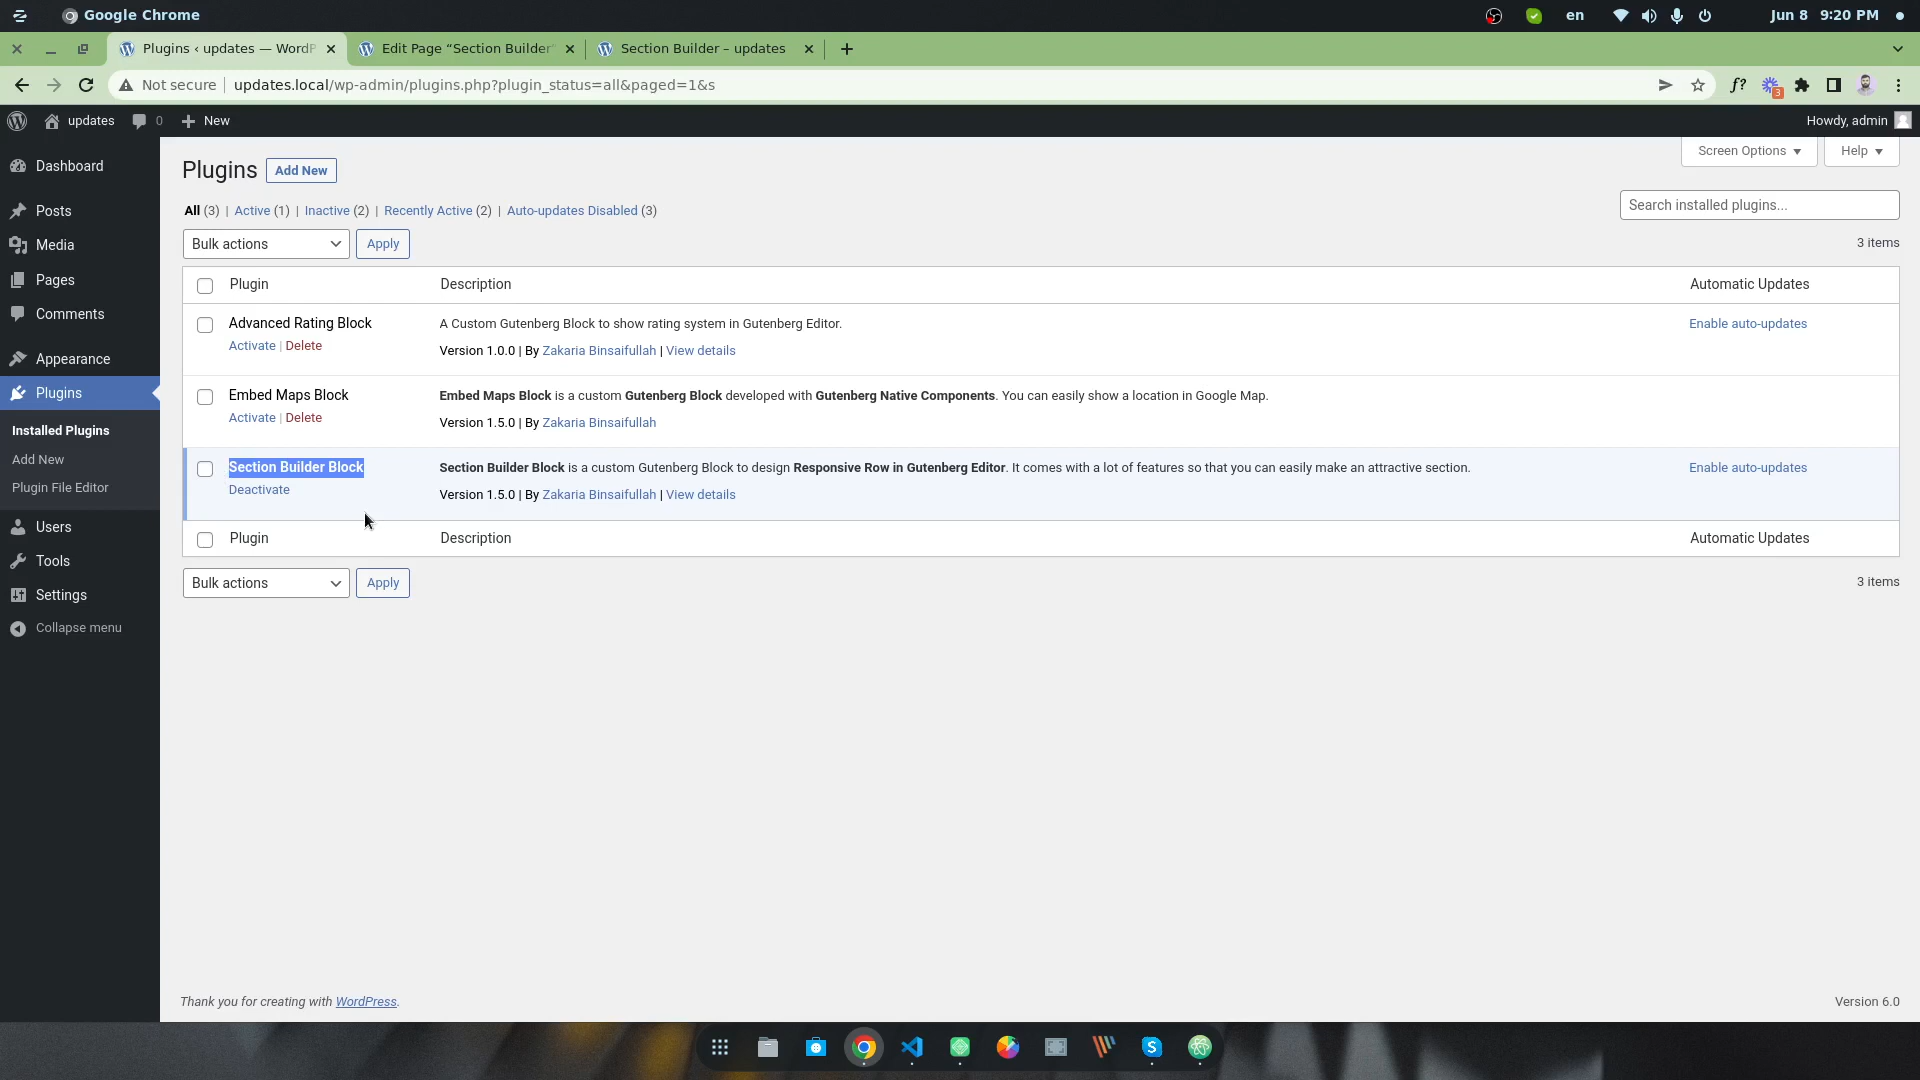 Google Chrome
en
Jun 8 9:20 PM
Plugins ‹ updates — WordP
Edit Page “Section Builder”
Section Builder – updates
Not secure
updates.local/wp-admin/plugins.php?plugin_status=all&paged=1&s
f?
3
updates
0
New
Howdy, admin
Dashboard
Posts
Media
Pages
Comments
Appearance
Plugins
Installed Plugins
Add New
Plugin File Editor
Users
Tools
Settings
Collapse menu
Screen Options
Help
Plugins
Add New
All (3) | Active (1) | Inactive (2) | Recently Active (2) | Auto-updates Disabled (3)
Search installed plugins...
Bulk actions
Apply
3 items
Plugin
Description
Automatic Updates
Advanced Rating Block
A Custom Gutenberg Block to show rating system in Gutenberg Editor.
Enable auto-updates
Activate | Delete
Version 1.0.0 | By Zakaria Binsaifullah | View details
Embed Maps Block
Embed Maps Block is a custom Gutenberg Block developed with Gutenberg Native Components. You can easily show a location in Google Map.
Activate | Delete
Version 1.5.0 | By Zakaria Binsaifullah
Section Builder Block
Section Builder Block is a custom Gutenberg Block to design Responsive Row in Gutenberg Editor. It comes with a lot of features so that you can easily make an attractive section.
Enable auto-updates
Deactivate
Version 1.5.0 | By Zakaria Binsaifullah | View details
Plugin
Description
Automatic Updates
Bulk actions
Apply
3 items
Thank you for creating with WordPress.
Version 6.0